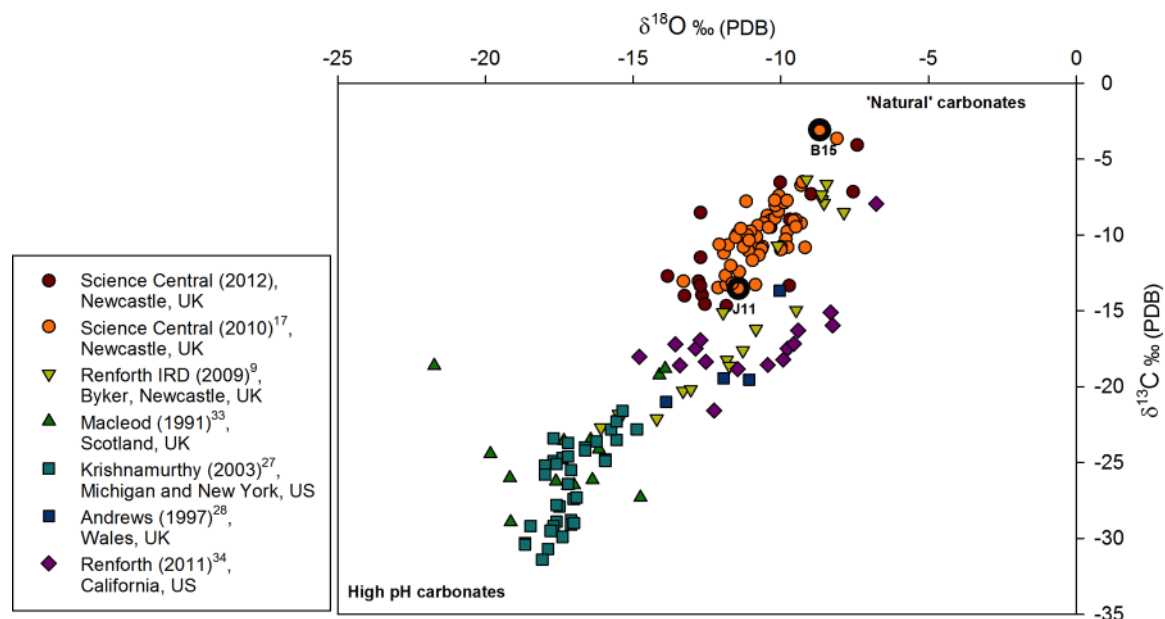 δ18O ‰ (PDB)
-25 -20 -15 -10 -5 0
0
'Natural' carbonates
B15
-5
-10
J11
-15
-20
-25
-30
-35
δ13C ‰ (PDB)
High pH carbonates
Science Central (2012),
Newcastle, UK
Science Central (2010)17,
Newcastle, UK
Renforth IRD (2009)9,
Byker, Newcastle, UK
Macleod (1991)33,
Scotland, UK
Krishnamurthy (2003)27,
Michigan and New York, US
Andrews (1997)28,
Wales, UK
Renforth (2011)34,
California, US